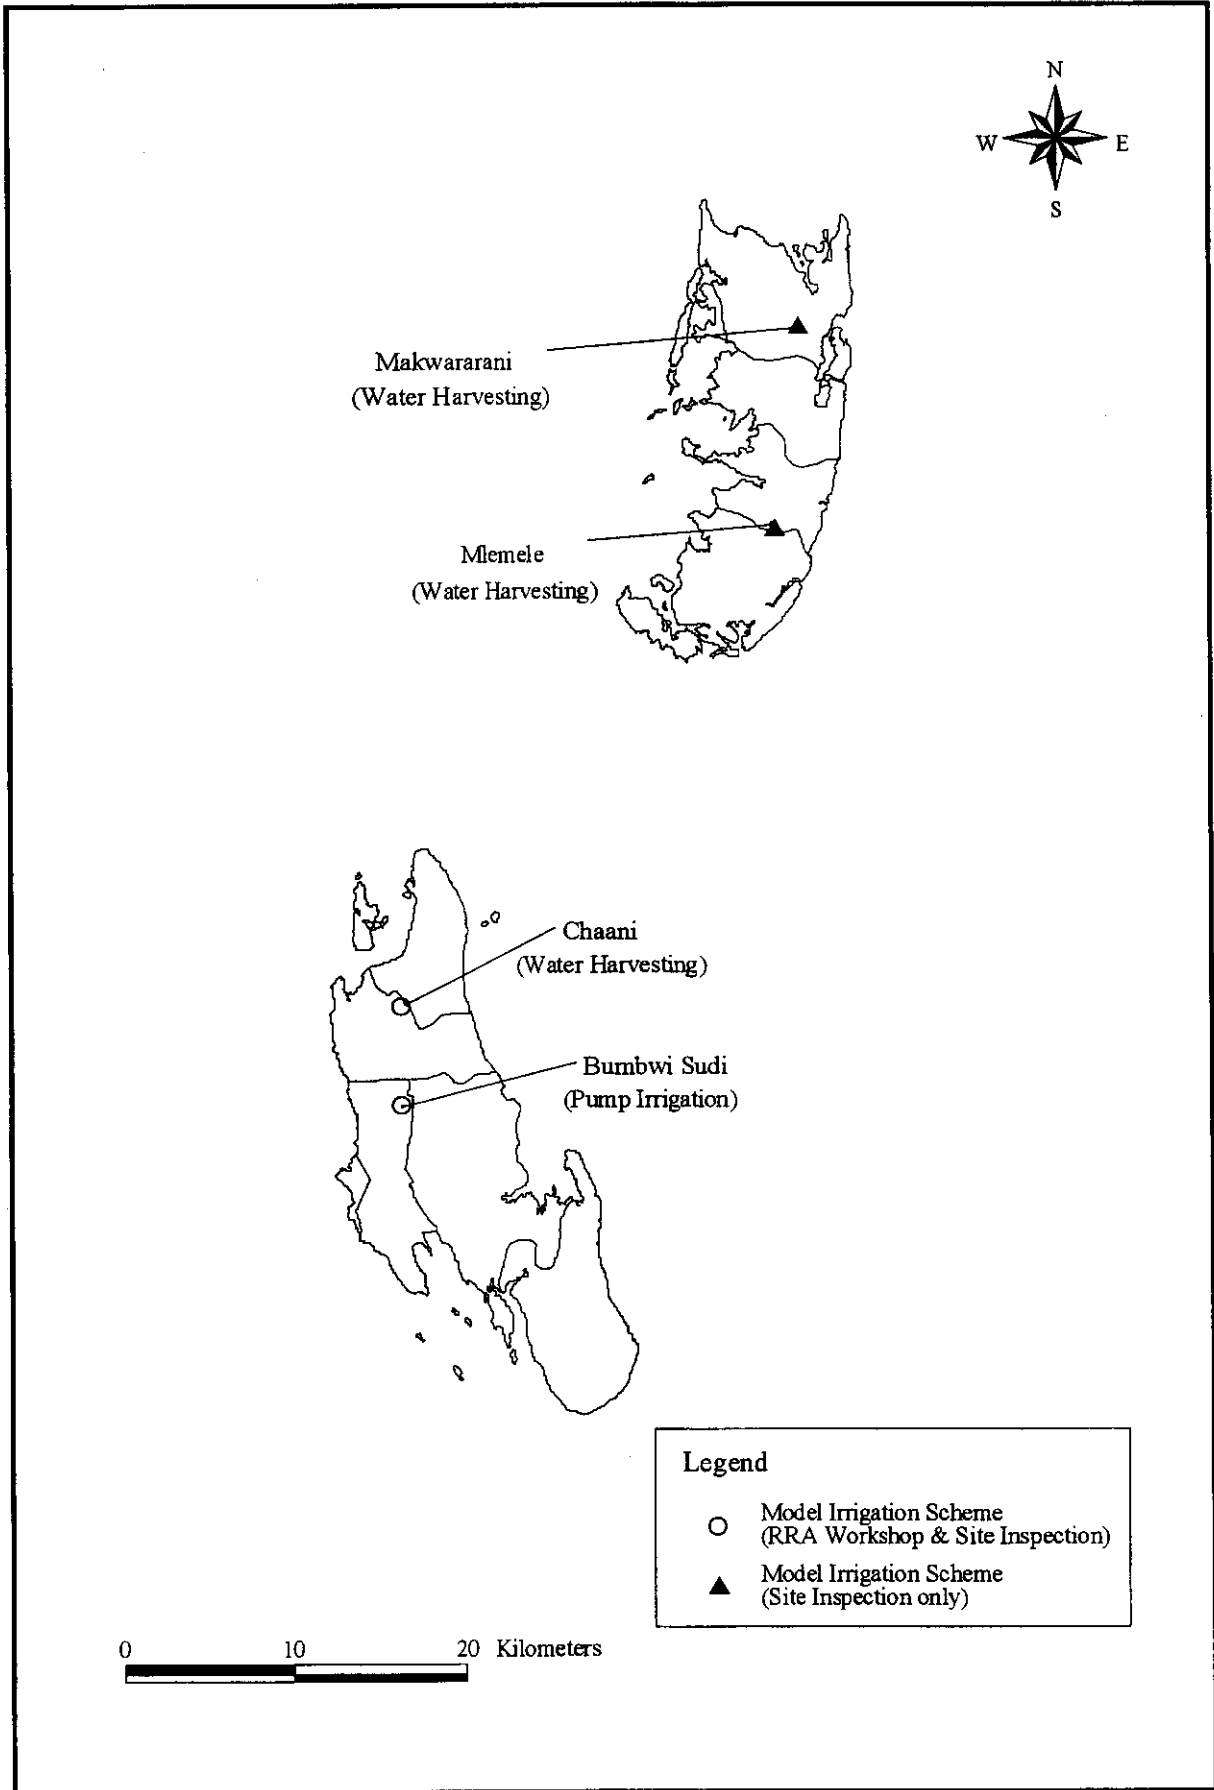 N
W E
S
Makwararani
(Water Harvesting)
Mlemele
(Water Harvesting)
Chaani
(Water Harvesting)
Bumbwi Sudi
(Pump Irrigation)
Legend
Model Irrigation Scheme
(RRA Workshop & Site Inspection)
Model Irrigation Scheme
(Site Inspection only)
0 10 20 Kilometers